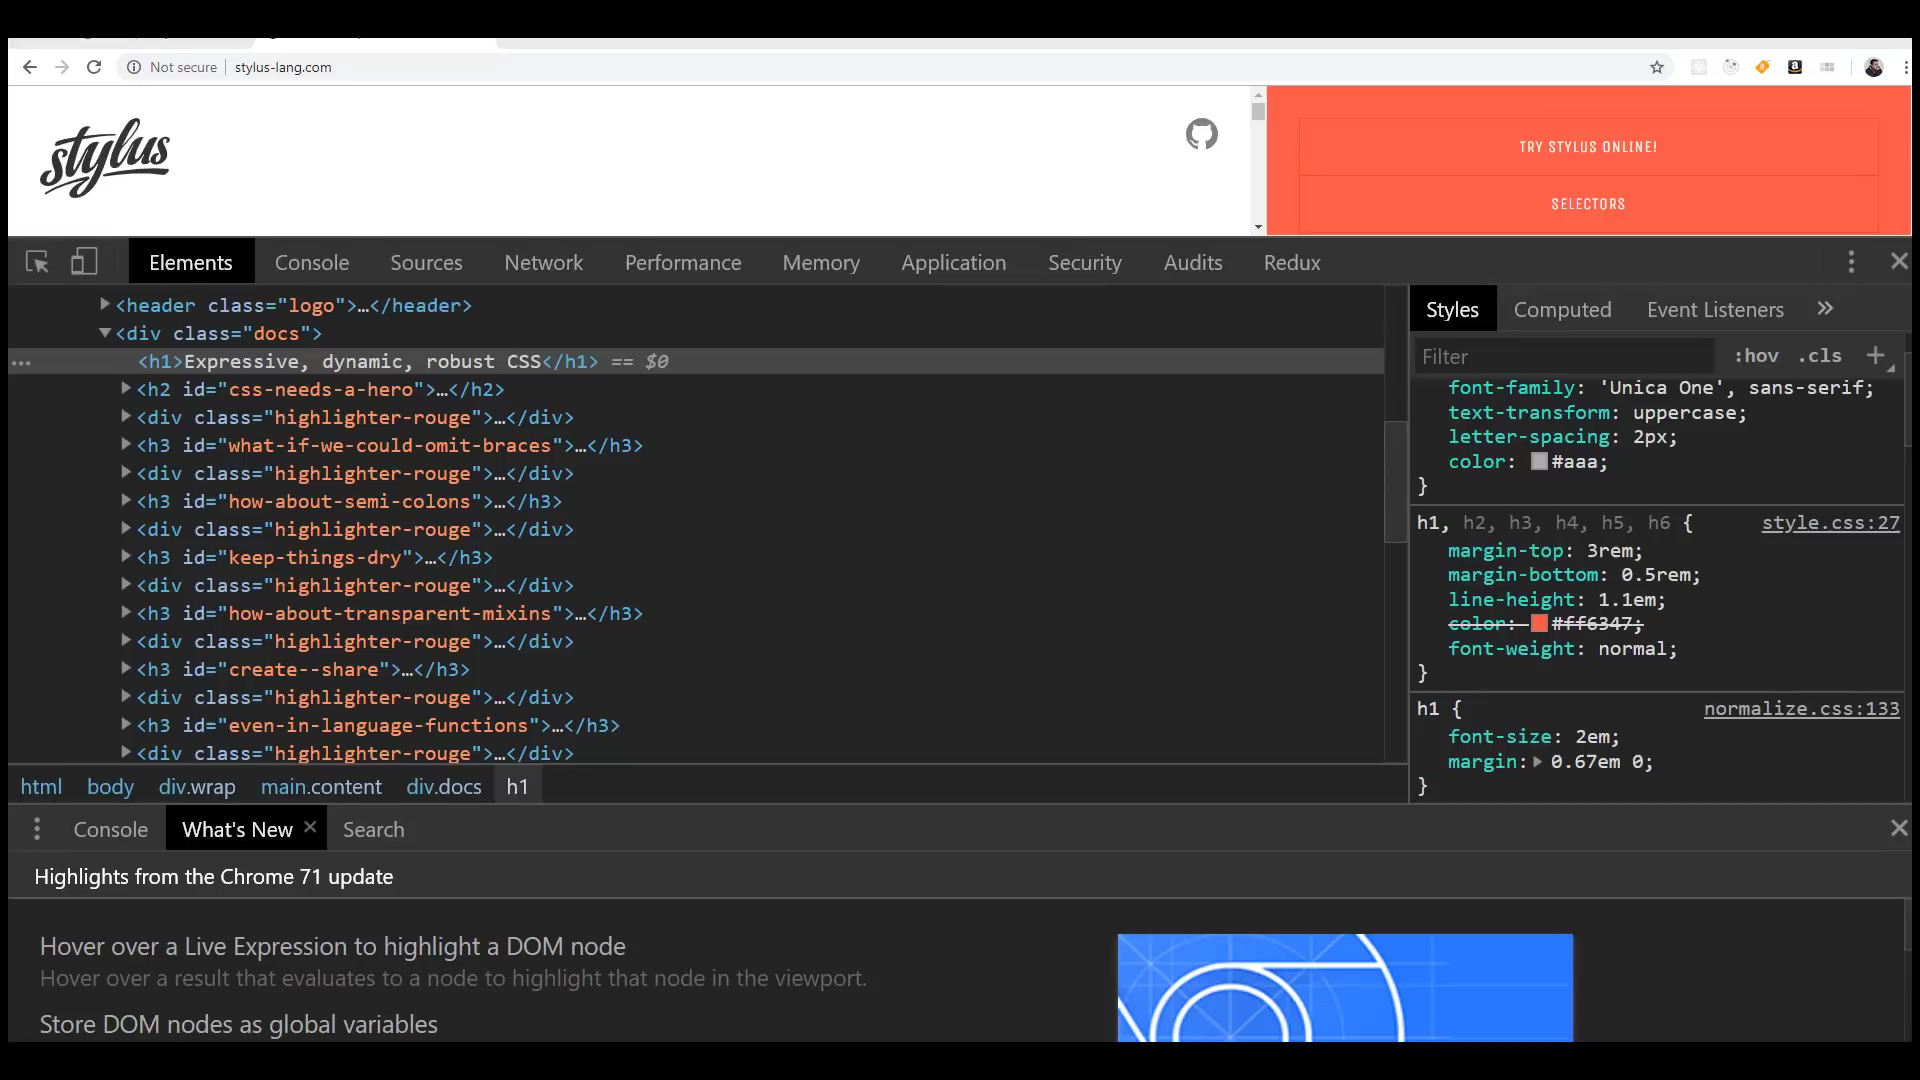 Not secure stylus-lang.com
stylus
TRY STYLUS ONLINE!
SELECTORS
Elements Console Sources Network Performance Memory Application Security Audits Redux
<header class="logo">…</header>
<div class="docs">
… <h1>Expressive, dynamic, robust CSS</h1> == $0
<h2 id="css-needs-a-hero">…</h2>
<div class="highlighter-rouge">…</div>
<h3 id="what-if-we-could-omit-braces">…</h3>
<div class="highlighter-rouge">…</div>
<h3 id="how-about-semi-colons">…</h3>
<div class="highlighter-rouge">…</div>
<h3 id="keep-things-dry">…</h3>
<div class="highlighter-rouge">…</div>
<h3 id="how-about-transparent-mixins">…</h3>
<div class="highlighter-rouge">…</div>
<h3 id="create--share">…</h3>
<div class="highlighter-rouge">…</div>
<h3 id="even-in-language-functions">…</h3>
<div class="highlighter-rouge">…</div>
html body div.wrap main.content div.docs h1
Styles Computed Event Listeners »
Filter :hov .cls +
font-family: 'Unica One', sans-serif;
text-transform: uppercase;
letter-spacing: 2px;
color: #aaa;
}
h1, h2, h3, h4, h5, h6 { style.css:27
margin-top: 3rem;
margin-bottom: 0.5rem;
line-height: 1.1em;
color: #ff6347;
font-weight: normal;
}
h1 { normalize.css:133
font-size: 2em;
margin: 0.67em 0;
}
Console What's New × Search
Highlights from the Chrome 71 update
Hover over a Live Expression to highlight a DOM node
Hover over a result that evaluates to a node to highlight that node in the viewport.
Store DOM nodes as global variables